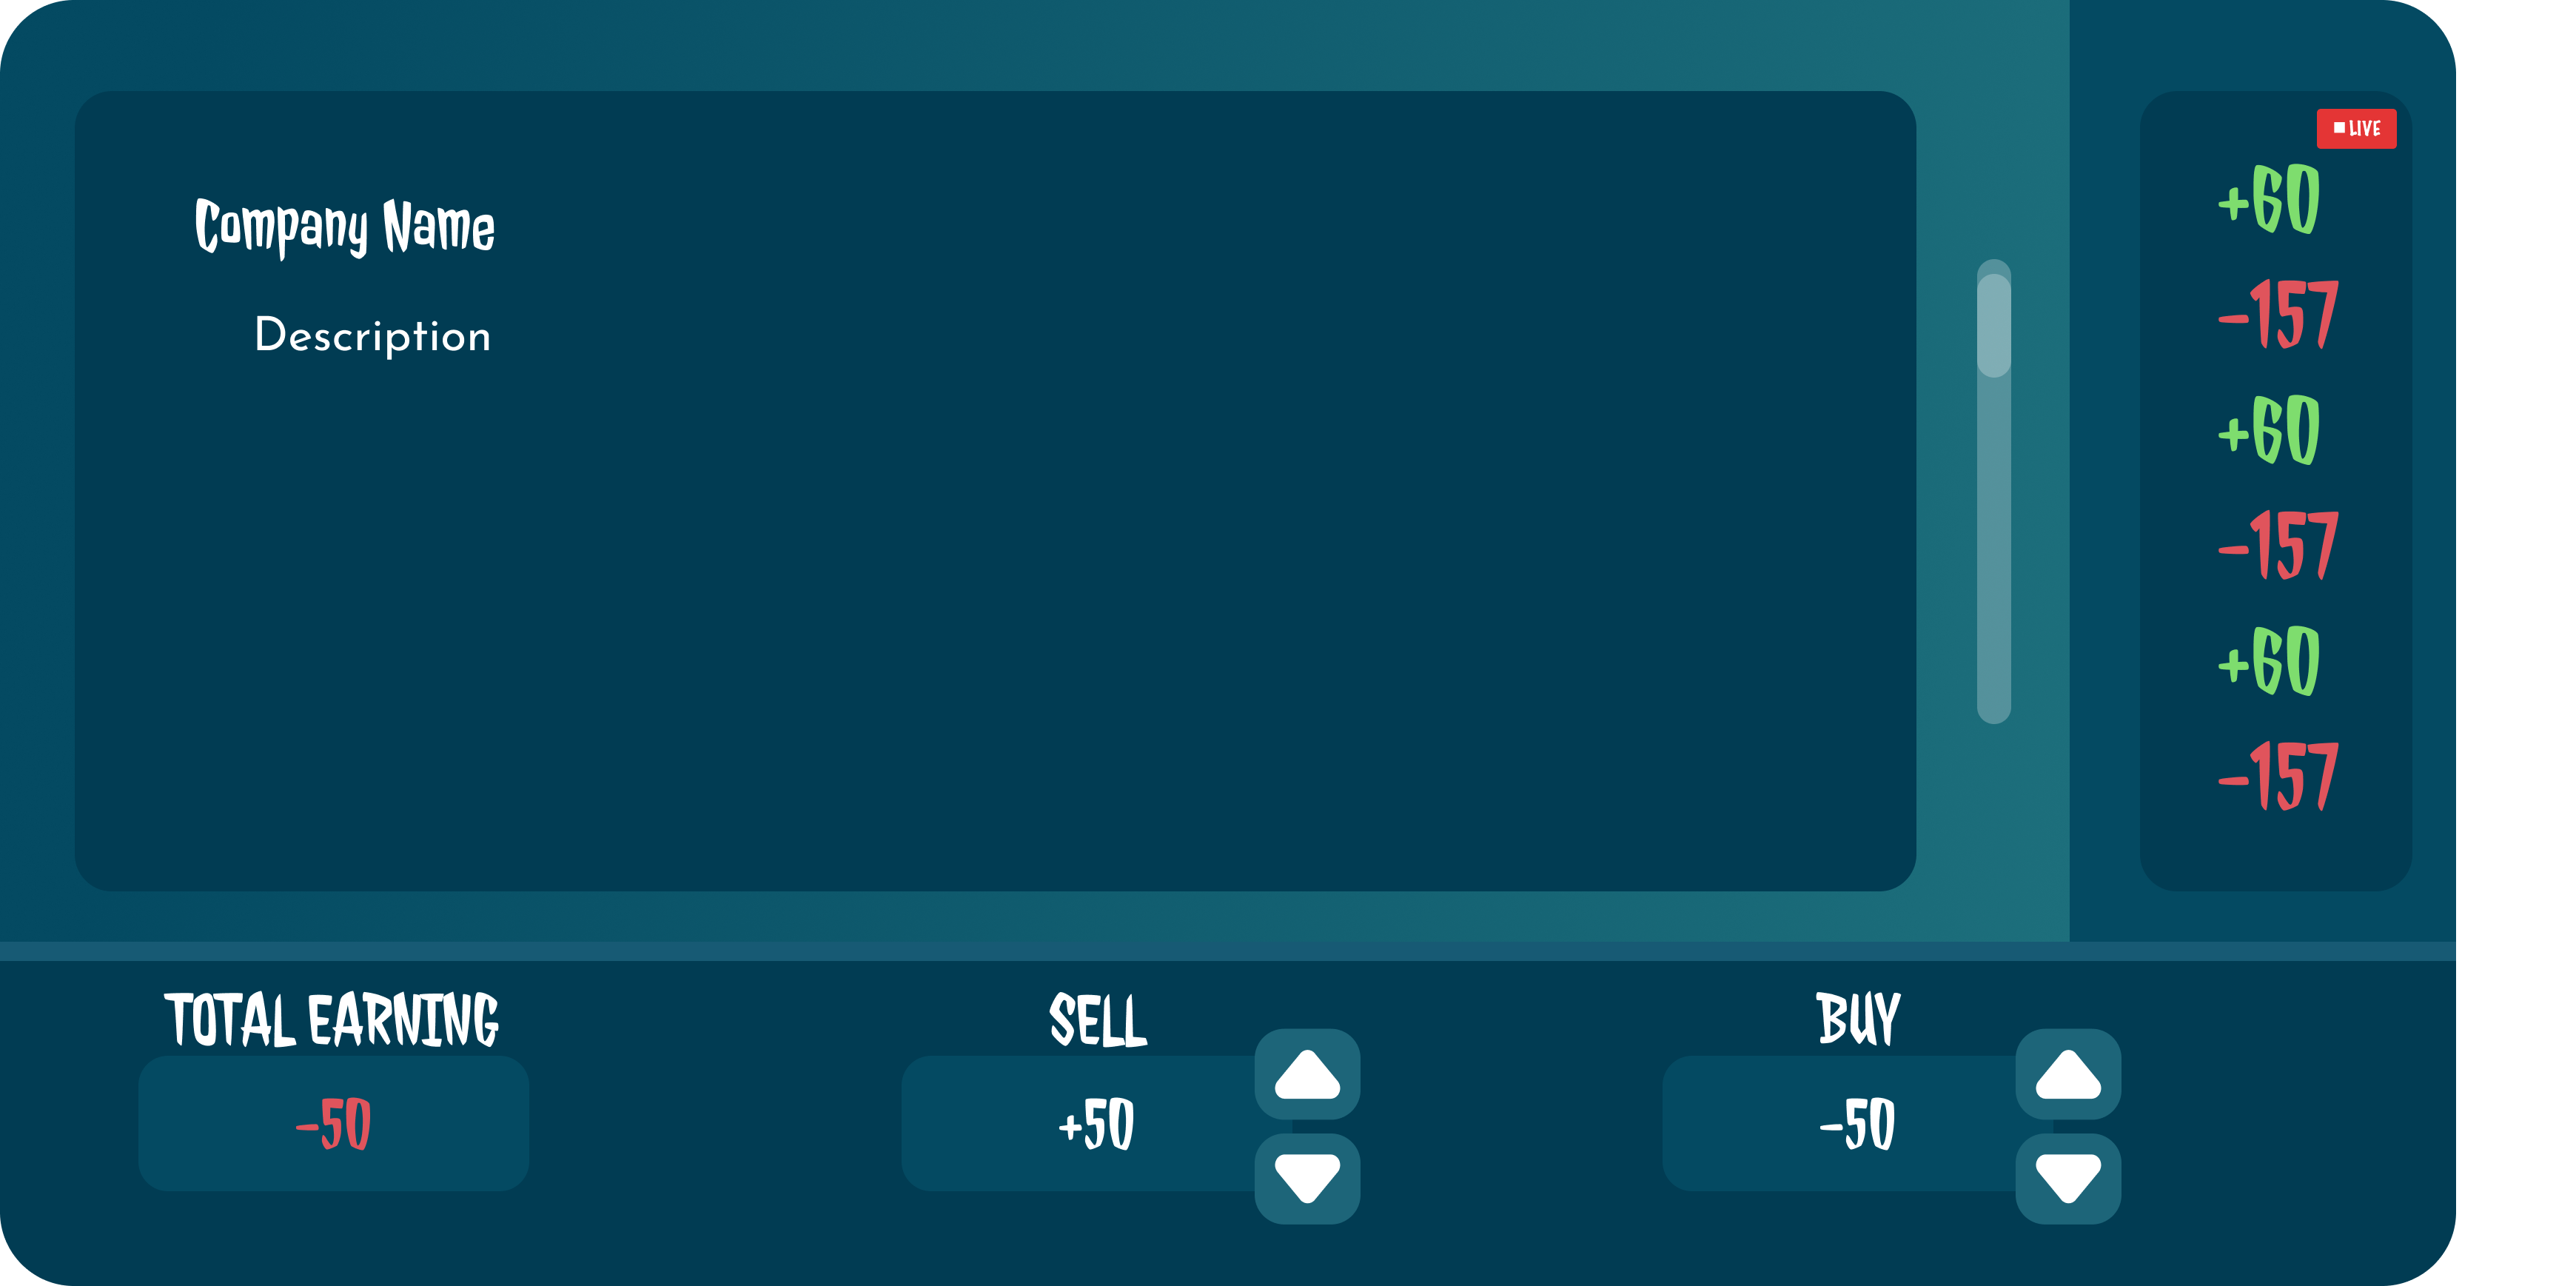 Company Name
Description
LIVE
+60
-157
+60
-157
+60
-157
TOTAL EARNING
-50
SELL
+50
BUY
-50